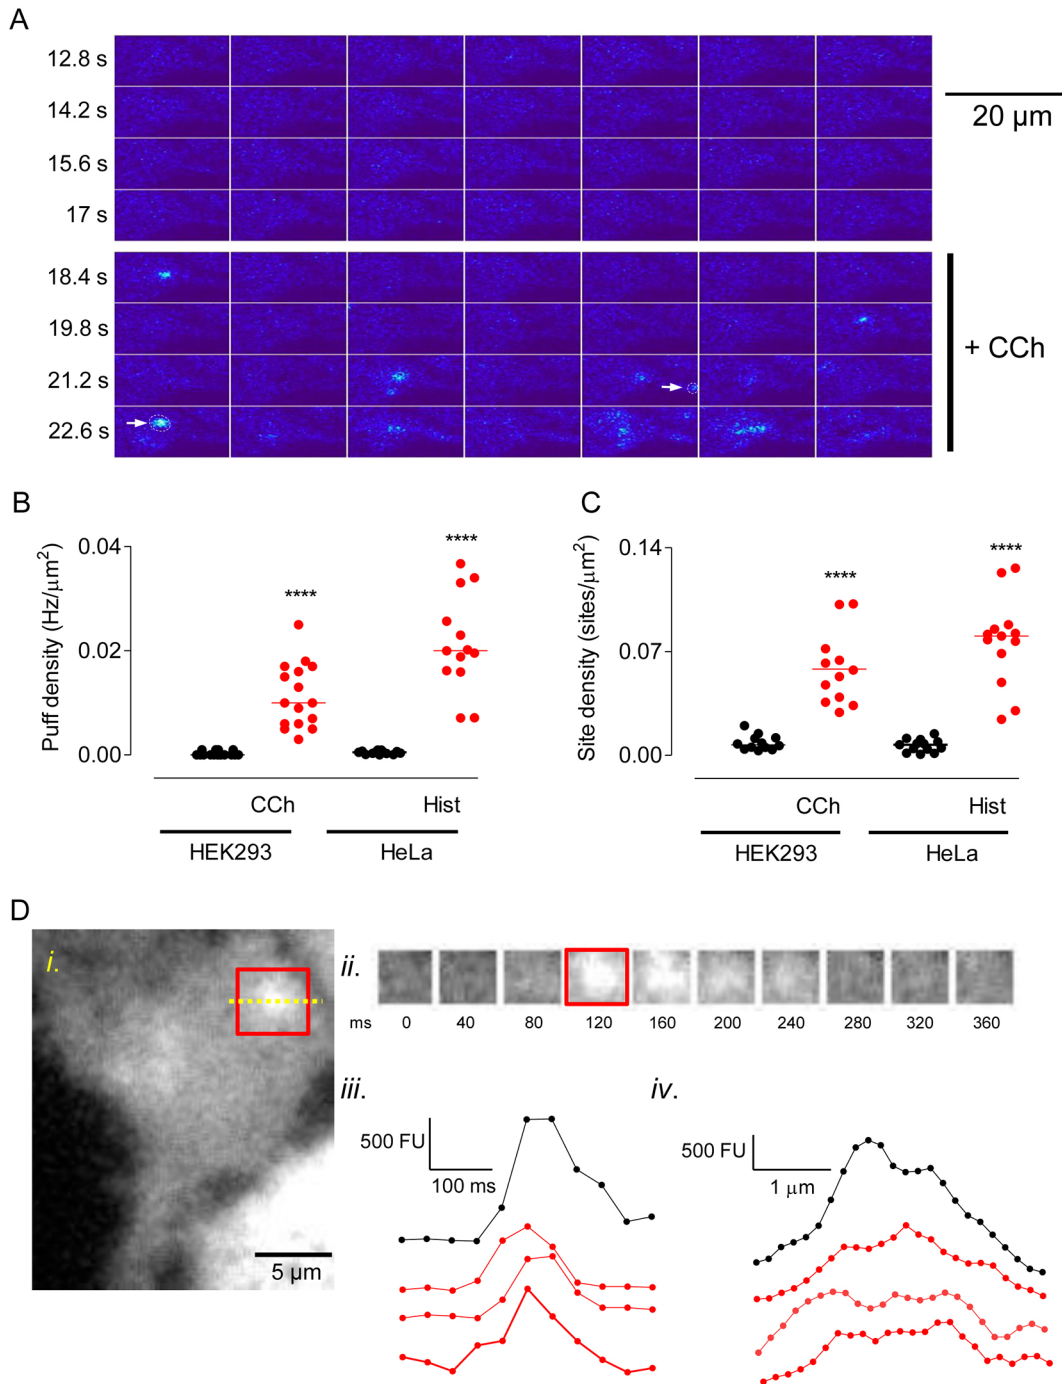 A
12.8 s
14.2 s
15.6 s
17 s
20 µm
18.4 s
19.8 s
21.2 s
22.6 s
+ CCh
B
Puff density (Hz/µm²)
0.04
0.02
0.00
****
****
CCh
Hist
HEK293
HeLa
C
Site density (sites/µm²)
0.14
0.07
0.00
****
****
CCh
Hist
HEK293
HeLa
D
i.
5 µm
ii.
ms 0 40 80 120 160 200 240 280 320 360
iii.
500 FU
100 ms
iv.
500 FU
1 µm